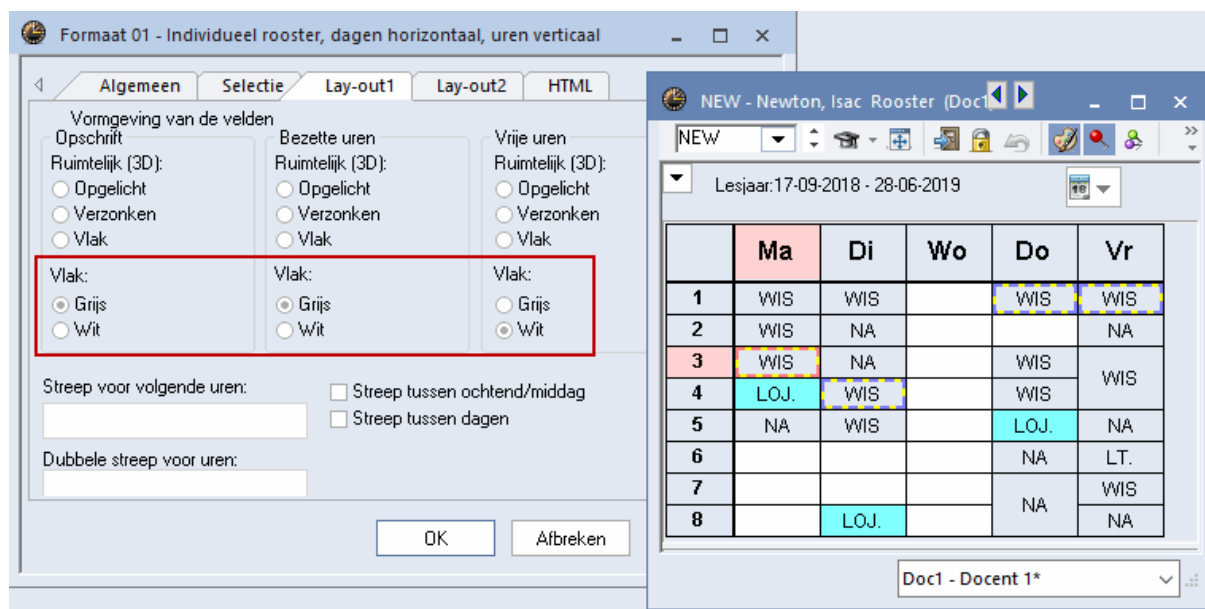 Formaat 01 - Individueel rooster, dagen horizontaal, uren verticaal
Algemeen Selectie Lay-out1 Lay-out2 HTML
Vormgeving van de velden
Opschrift Bezette uren Vrije uren
Ruimtelijk (3D): Ruimtelijk (3D): Ruimtelijk (3D):
Opgelicht Opgelicht Opgelicht
Verzonken Verzonken Verzonken
Vlak Vlak Vlak
Vlak: Vlak: Vlak:
Grijs Grijs Grijs
Wit Wit Wit
Streep voor volgende uren: Streep tussen ochtend/middag
Streep tussen dagen
Dubbele streep voor uren:
OK Afbreken
NEW - Newton, Isac Rooster (Doc1
NEW
Lesjaar:17-09-2018 - 28-06-2019 18
Ma Di Wo Do Vr
1 WIS WIS WIS WIS
2 WIS NA NA
3 WIS NA WIS WIS
4 LOJ. WIS WIS
5 NA WIS LOJ. NA
6 NA LT.
7 NA WIS
8 LOJ. NA
Doc1 - Docent 1*